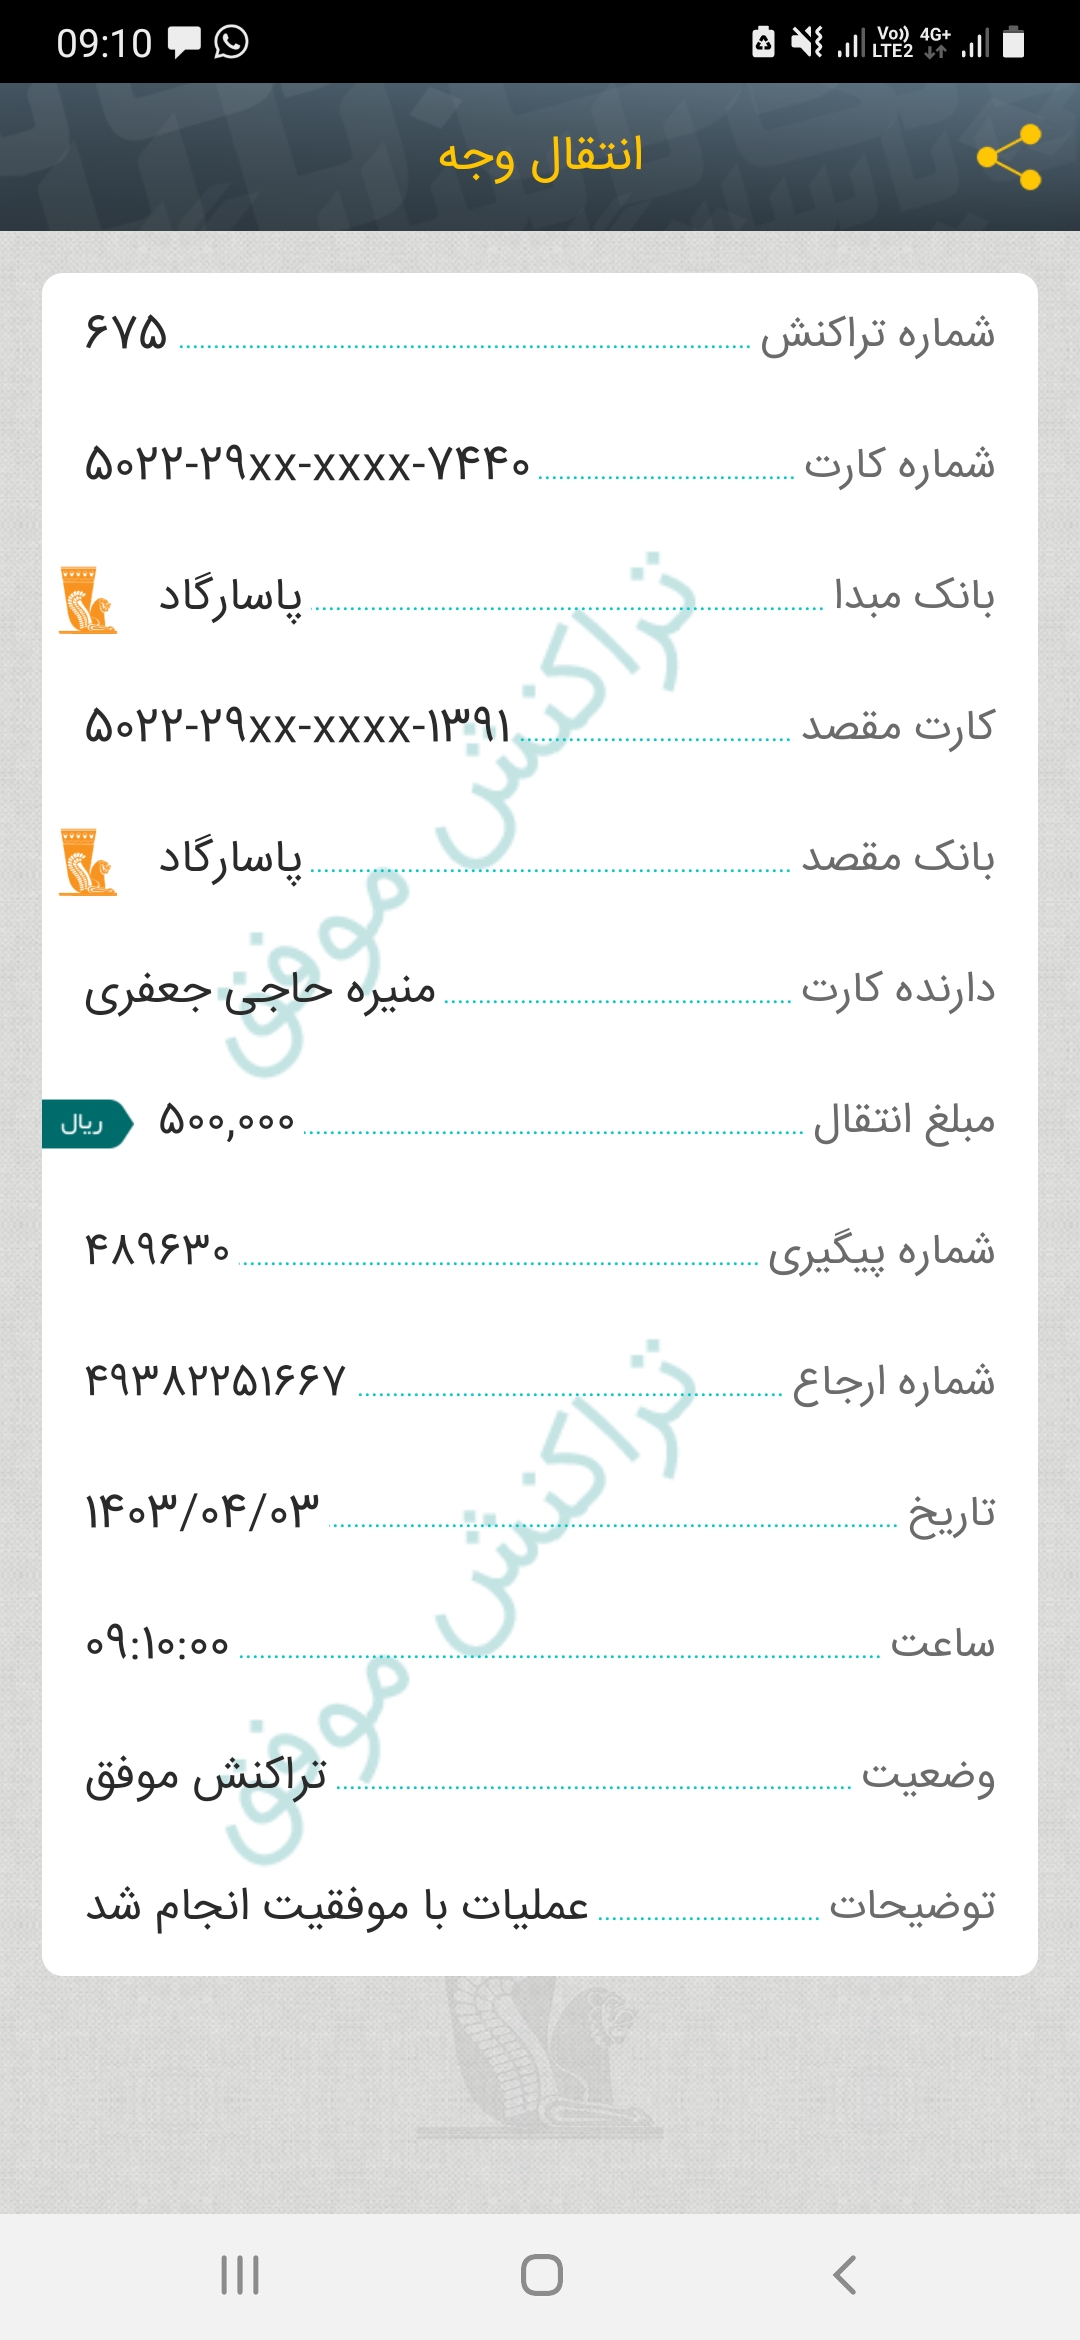 09:10
Vo)) LTE2 4G+
انتقال وجه
شماره تراکنش ۶۷۵
شماره کارت ۵۰۲۲-۲۹xx-xxxx-۷۴۴۰
بانک مبدا پاسارگاد
کارت مقصد ۵۰۲۲-۲۹xx-xxxx-۱۳۹۱
بانک مقصد پاسارگاد
دارنده کارت منیره حاجی جعفری
مبلغ انتقال ۵۰۰,۰۰۰ ریال
شماره پیگیری ۴۸۹۶۳۰
شماره ارجاع ۴۹۳۸۲۲۵۱۶۶۷
تاریخ ۱۴۰۳/۰۴/۰۳
ساعت ۰۹:۱۰:۰۰
وضعیت تراکنش موفق
توضیحات عملیات با موفقیت انجام شد
تراکنش موفق
تراکنش موفق